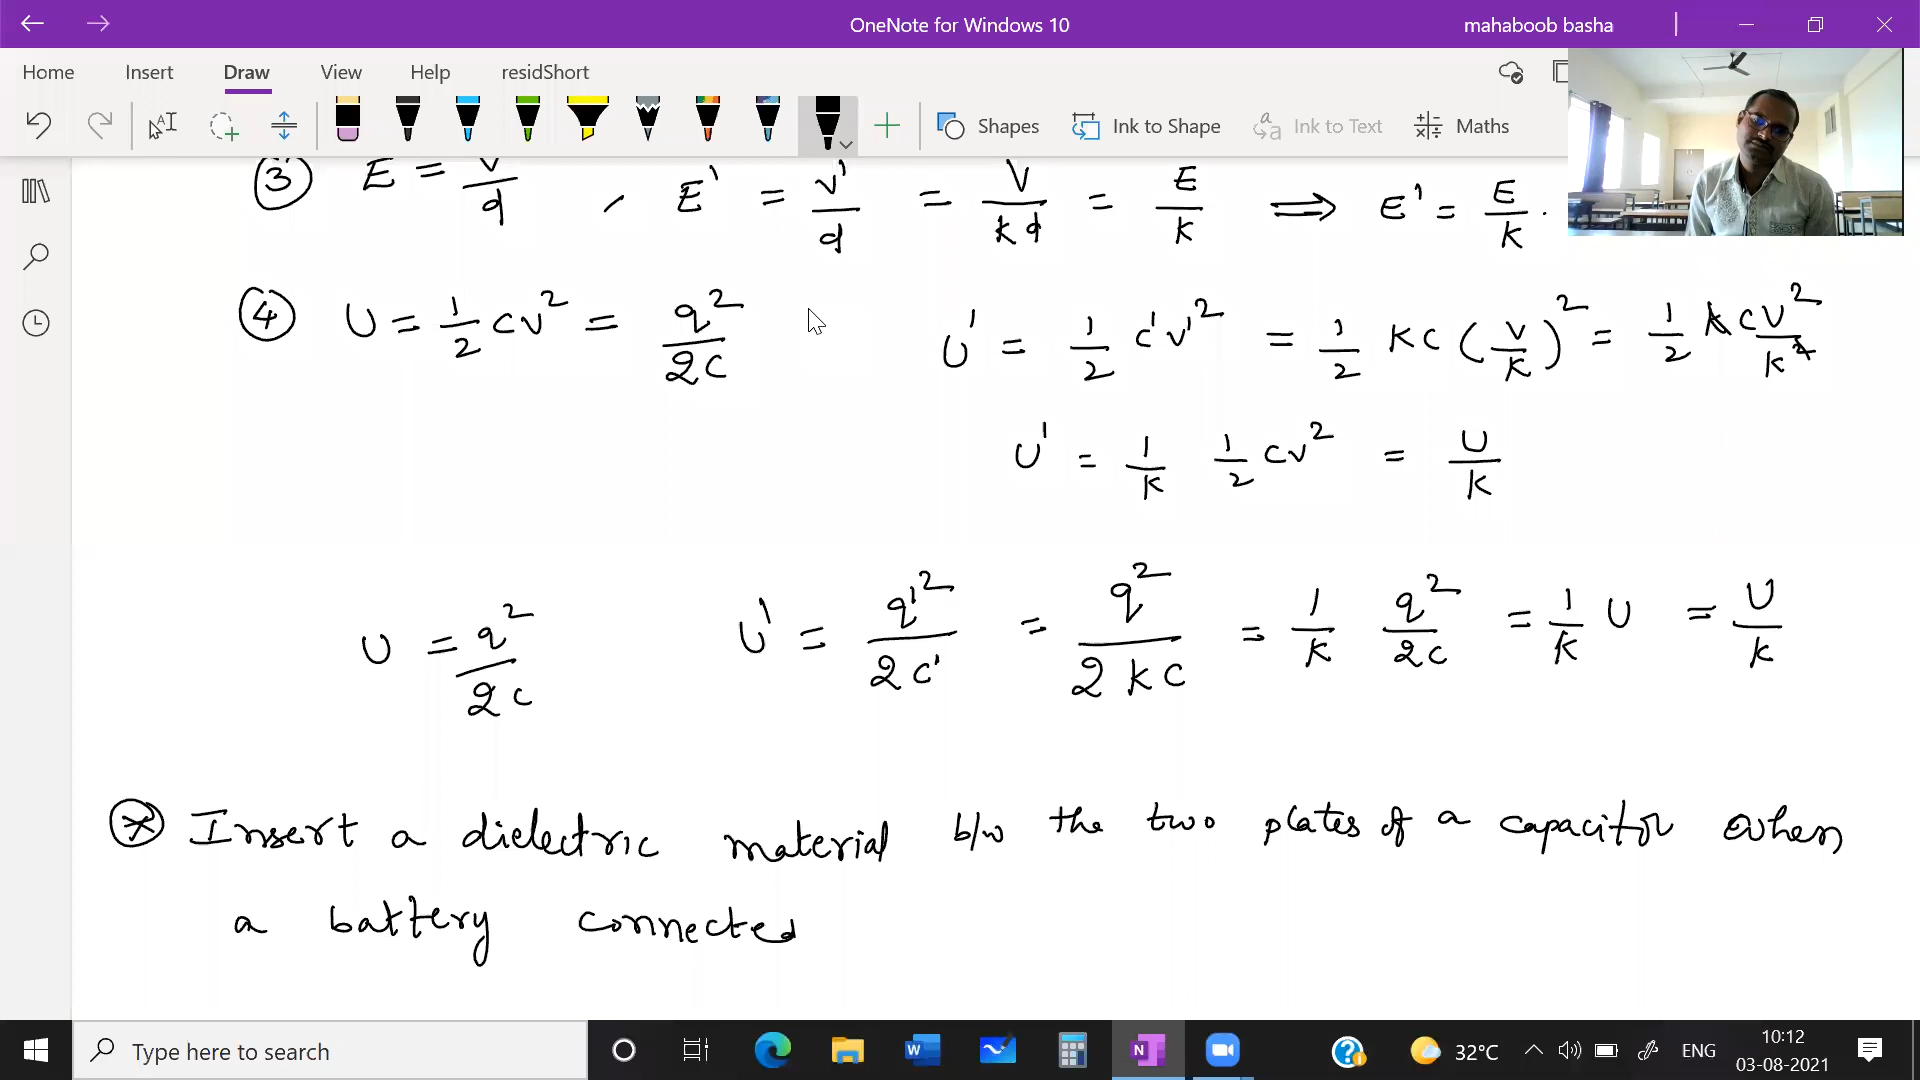 OneNote for Windows 10
mahaboob basha
Home Insert Draw View Help residShort
Shapes Ink to Shape Ink to Text Maths
③ E = v/d , E' = v'/d = V/kd = E/k ⟹ E' = E/k .
④ U = 1/2 cv² = q²/2c U' = 1/2 c'v'² = 1/2 KC (v/k)² = 1/2 kcv²/k²
U' = 1/k 1/2 cv² = U/k
U = q²/2c U' = q'²/2c' = q²/2kc = 1/k q²/2c = 1/k U = U/k
Insert a dielectric material b/w the two plates of a capacitor when
a battery connected
Type here to search
32°C ENG 10:12
03-08-2021